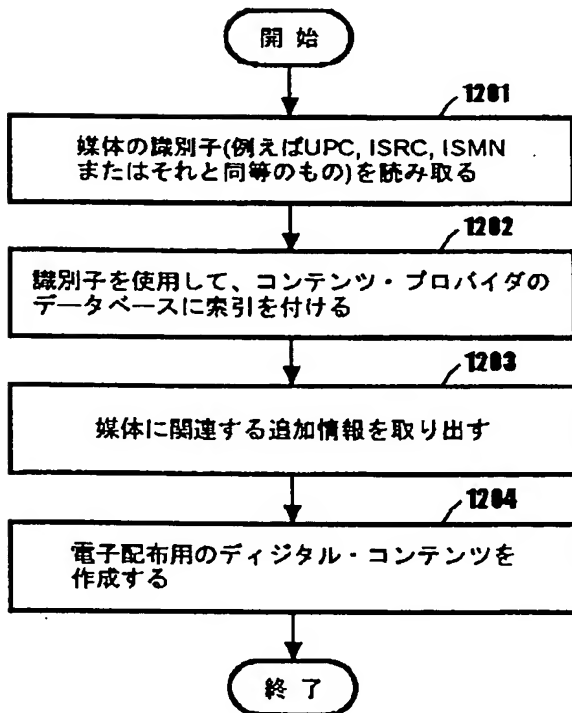 開始
1201
媒体の識別子(例えばUPC, ISRC, ISMN
またはそれと同等のもの)を読み取る
1202
識別子を使用して、コンテンツ・プロバイダの
データベースに索引を付ける
1203
媒体に関連する追加情報を取り出す
1204
電子配布用のディジタル・コンテンツを
作成する
終了